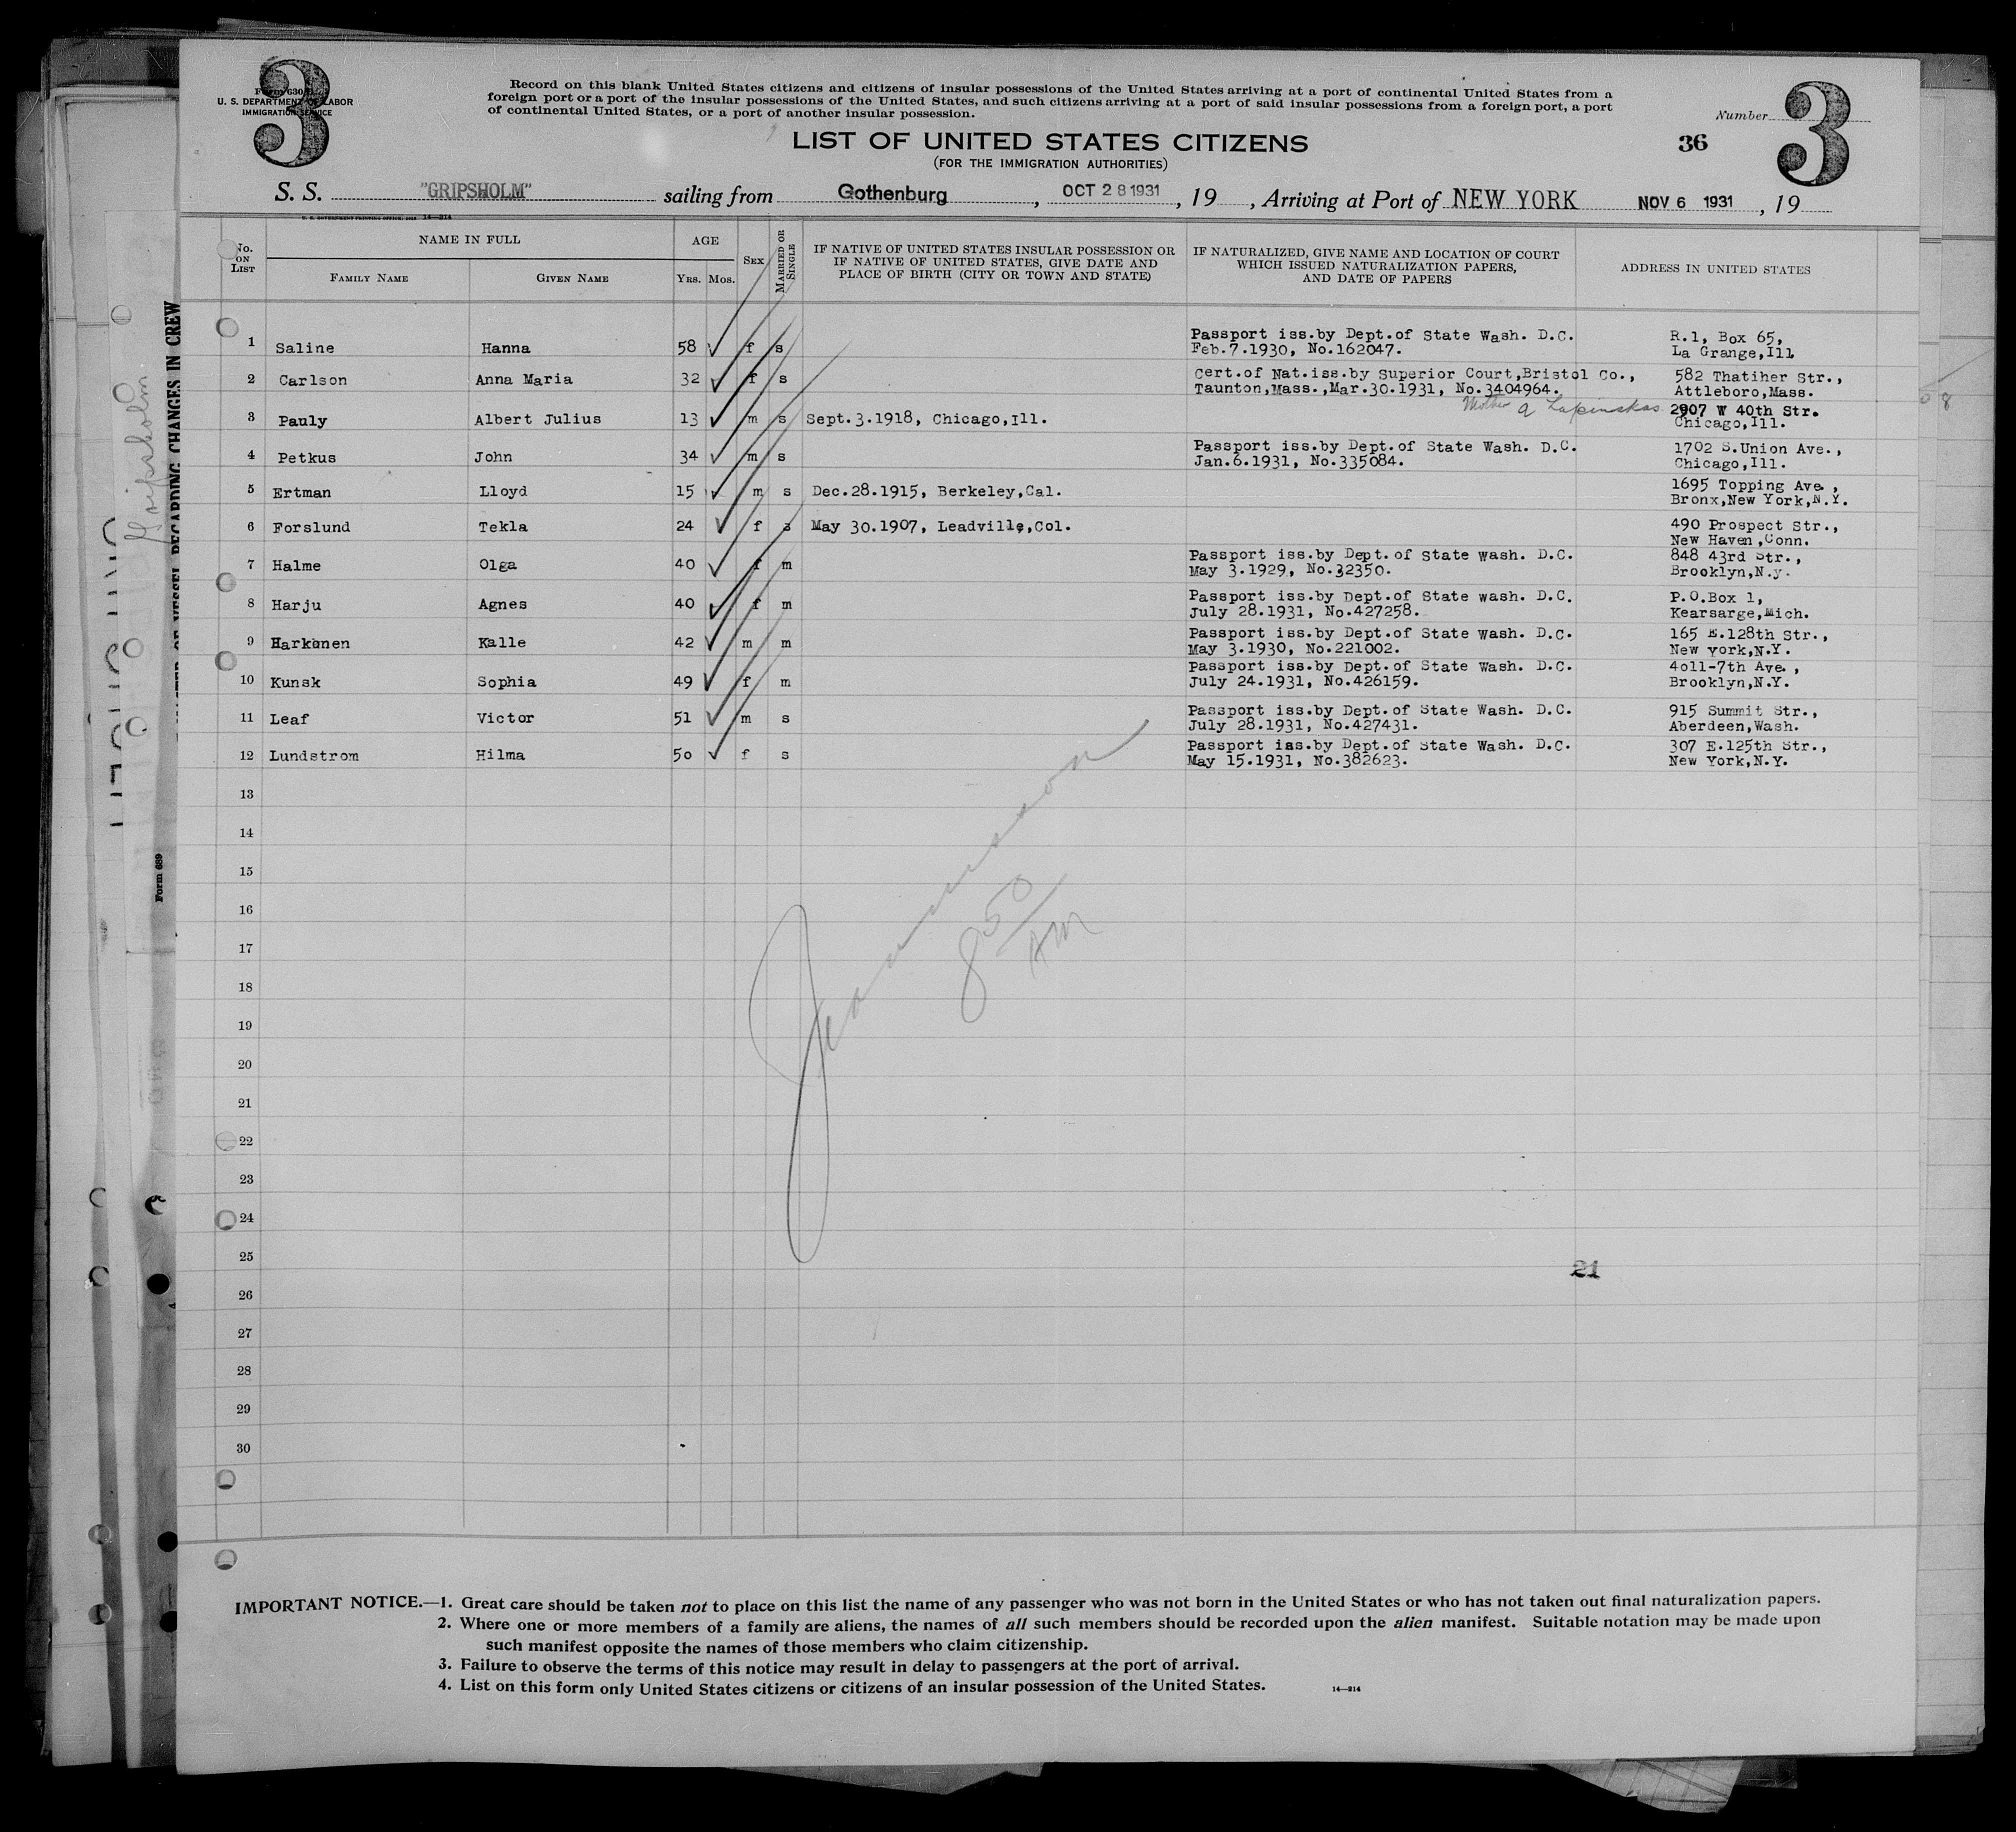 3
Form 630
U. S. DEPARTMENT OF LABOR
IMMIGRATION SERVICE
Record on this blank United States citizens and citizens of insular possessions of the United States arriving at a port of continental United States from a
foreign port or a port of the insular possessions of the United States, and such citizens arriving at a port of said insular possessions from a foreign port, a port
of continental United States, or a port of another insular possession.
Number
3
36
LIST OF UNITED STATES CITIZENS
(FOR THE IMMIGRATION AUTHORITIES)
S. S. "GRIPSHOLM" sailing from Gothenburg, OCT 28 1931, 19, Arriving at Port of NEW YORK NOV 6 1931, 19
U. S. GOVERNMENT PRINTING OFFICE 14—214
No. ON LIST
NAME IN FULL
FAMILY NAME
GIVEN NAME
AGE
YRS. MOS.
SEX
MARRIED OR SINGLE
IF NATIVE OF UNITED STATES INSULAR POSSESSION OR
IF NATIVE OF UNITED STATES, GIVE DATE AND
PLACE OF BIRTH (CITY OR TOWN AND STATE)
IF NATURALIZED, GIVE NAME AND LOCATION OF COURT
WHICH ISSUED NATURALIZATION PAPERS,
AND DATE OF PAPERS
ADDRESS IN UNITED STATES
1 Saline Hanna 58 f s Passport iss.by Dept.of State Wash. D.C. R.1, Box 65,
Feb.7.1930, No.162047. La Grange,Ill
2 Carlson Anna Maria 32 f s Cert.of Nat.iss.by Superior Court,Bristol Co., 582 Thatiher Str.,
Taunton,Mass.,Mar.30.1931, No.3404964. Attleboro,Mass.
3 Pauly Albert Julius 13 m s Sept.3.1918, Chicago,Ill. Mother A Lapinskas 2907 W 40th Str.
Chicago,Ill.
4 Petkus John 34 m s Passport iss.by Dept.of State Wash. D.C. 1702 S.Union Ave.,
Jan.6.1931, No.335084. Chicago,Ill.
5 Ertman Lloyd 15 m s Dec.28.1915, Berkeley,Cal. 1695 Topping Ave.,
Bronx,New York,N.Y.
6 Forslund Tekla 24 f s May 30.1907, Leadville,Col. 490 Prospect Str.,
New Haven,Conn.
7 Halme Olga 40 f m Passport iss.by Dept.of State Wash. D.C. 848 43rd Str.,
May 3.1929, No.32350. Brooklyn,N.y.
8 Harju Agnes 40 f m Passport iss.by Dept.of State wash. D.C. P.O.Box 1,
July 28.1931, No.427258. Kearsarge,Mich.
9 Harkonen Kalle 42 m m Passport iss.by Dept.of State Wash. D.C. 165 E.128th Str.,
May 3.1930, No.221002. New york,N.Y.
10 Kunsk Sophia 49 f m Passport iss.by Dept.of State Wash. D.C. 4011-7th Ave.,
July 24.1931, No.426159. Brooklyn,N.Y.
11 Leaf Victor 51 m s Passport iss.by Dept.of State Wash. D.C. 915 Summit Str.,
July 28.1931, No.427431. Aberdeen,Wash.
12 Lundstrom Hilma 50 f s Passport iss.by Dept.of State Wash. D.C. 307 E.125th Str.,
May 15.1931, No.382623. New York,N.Y.
13
14
15
16
17
18
19
20
21
22
23
24
25
26
27
28
29
30
8 50
AM
21
IMPORTANT NOTICE.—1. Great care should be taken not to place on this list the name of any passenger who was not born in the United States or who has not taken out final naturalization papers.
2. Where one or more members of a family are aliens, the names of all such members should be recorded upon the alien manifest. Suitable notation may be made upon
such manifest opposite the names of those members who claim citizenship.
3. Failure to observe the terms of this notice may result in delay to passengers at the port of arrival.
4. List on this form only United States citizens or citizens of an insular possession of the United States.
14—214
Gripsholm
OF VESSEL REGARDING CHANGES IN CREW
Form 689